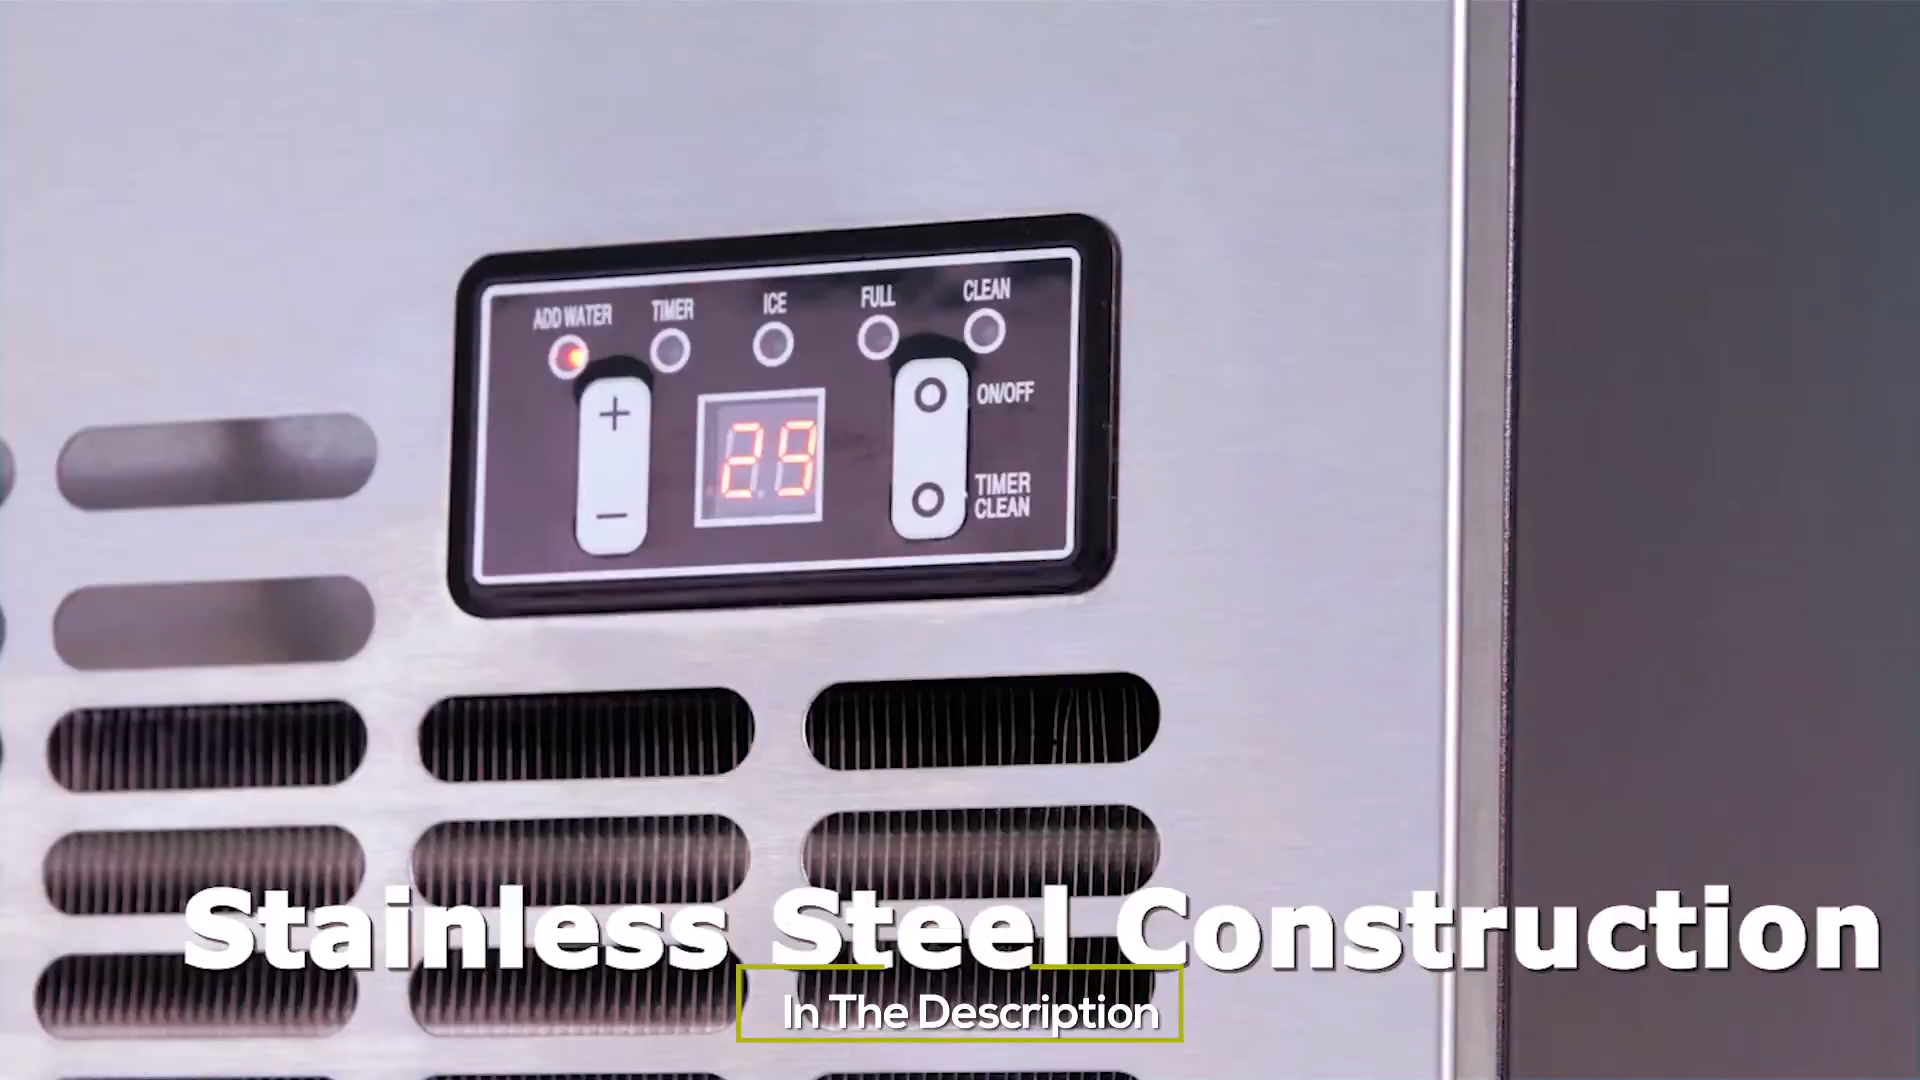 ADD WATER
TIMER
ICE
FULL
CLEAN
+
ON/OFF
29
−
TIMER
CLEAN
Stainless Steel Construction
In The Description